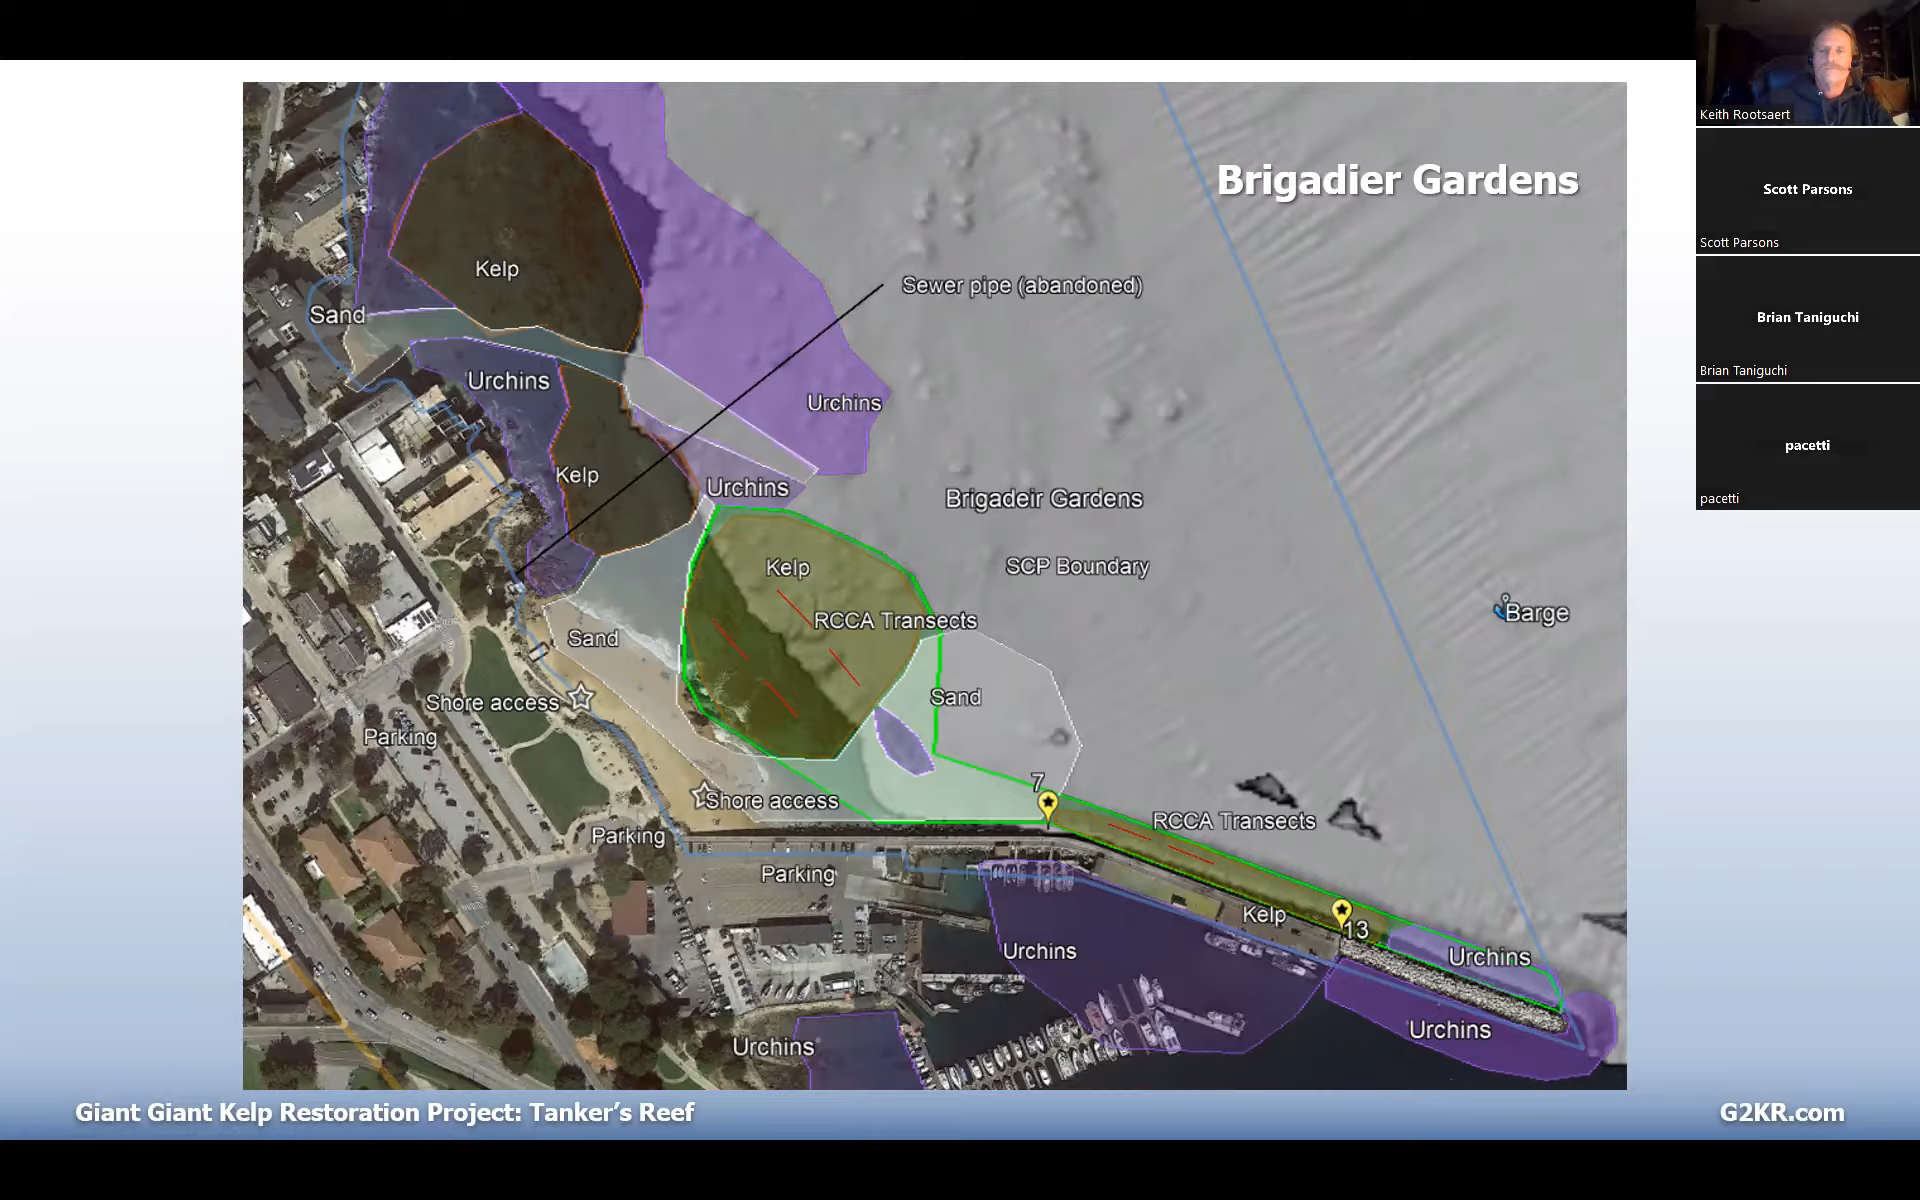 Brigadier Gardens
Kelp
Sewer pipe (abandoned)
Sand
Urchins
Urchins
Kelp
Urchins
Brigadeir Gardens
Kelp
SCP Boundary
RCCA Transects
Barge
Sand
Sand
Shore access
Parking
7
Shore access
RCCA Transects
Parking
Parking
Kelp
13
Urchins
Urchins
Urchins
Urchins
Giant Giant Kelp Restoration Project: Tanker's Reef
G2KR.com
Keith Rootsaert
Scott Parsons
Scott Parsons
Brian Taniguchi
Brian Taniguchi
pacetti
pacetti